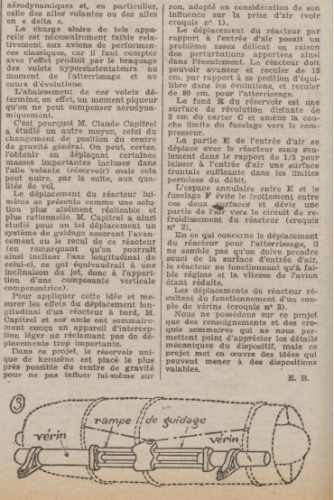 aérodynamiques et, en particulier,
celle des ailes volantes ou des ailes
en « delta ».
La charge alaire de tels appa-
reils est nécessairement faible rela-
tivement aux avions de performan-
ces classiques, car il faut compter
avec l'effet produit par le braquage
des volets hypersustentateurs au
moment de l'atterrissage et au
cours d'évolutions.
L'abaissement de ces volets dé-
termine, en effet, un moment piqueur
qu'on ne peut compenser aérodyna-
miquement.
C'est pourquoi M. Claude Capitrel
a étudié un autre moyen, celui du
changement de position du centre
de gravité général. On peut, certes,
l'obtenir en déplaçant certaines
masses importantes incluses dans
l'aile volante (réservoir) mais cela
peut nuire, par la suite, aux qua-
lités de vol.
Le déplacement du réacteur lui-
même se présente comme une solu-
tion plus aisément réalisable et
plus rationnelle. M. Capitrel a ainsi
étudié pour un tel déplacement un
système de guidage assurant l'avan-
cement ou le recul de ce réacteur
(en remarquant qu'on pourrait
ainsi incliner l'axe longitudinal de
celui-ci, ce qui équivaudrait à une
inclinaison du jet, donc à l'appari-
tion d'une composante verticale
compensatrice).
Pour appliquer cette idée et me-
surer les effets du déplacement lon-
gitudinal d'un réacteur à bord, M.
Capitrel et ses amis ont sommaire-
ment conçu un appareil d'intercep-
tion léger ne réclamant pas de dé-
placements trop importants.
Dans ce projet, le réservoir uni-
que de kérosène est placé le plus
près possible du centre de gravité
pour ne pas influer lui-même sur
son, adopté en considération de son
influence sur la prise d'air (voir
croquis n° 1).
Le déplacement du réacteur par
rapport à l'entrée d'air posait un
problème assez délicat en raison
des perturbations apportées ainsi
dans l'écoulement. Le réacteur doit
pouvoir avancer et reculer de 15
cm. par rapport à sa position d'équi-
libre dans les évolutions, et reculer
de 90 cm. pour l'atterrissage.
Le fond R du réservoir est une
surface de révolution distante de
3 cm du carter C et amène la cou-
che limite du fuselage vers le com-
presseur.
La partie E de l'entrée d'air se
déplace avec le réacteur mais seu-
lement dans le rapport de 1/3 pour
laisser à l'entrée d'air une surface
frontale suffisante dans les limites
permises du débit.
L'espace annulaire entre E et le
fuselage F évite le frottement entre
ces deux surfaces et dévie une
partie de l'air vers le circuit de re-
froidissement du réacteur (croquis
n° 2).
En ce qui concerne le déplacement
du réacteur pour l'atterrissage, il
ne semble pas qu'on doive prendre
souci de la surface d'entrée d'air,
le réacteur ne fonctionnant qu'à fai-
ble régime et la vitesse de l'avion
étant réduite.
Les déplacements du réacteur ré-
sultent du fonctionnement d'un cou-
ple de vérins (croquis n° 3).
Nous ne possédons sur ce projet
que des renseignements et des cro-
quis sommaires qui ne nous per-
mettent point d'apprécier les détails
mécaniques du dispositif, mais ce
projet met en œuvre des idées qui
peuvent mener à des dispositions
valables.
E. B.
3
rampe de guidage
vérin
vérin